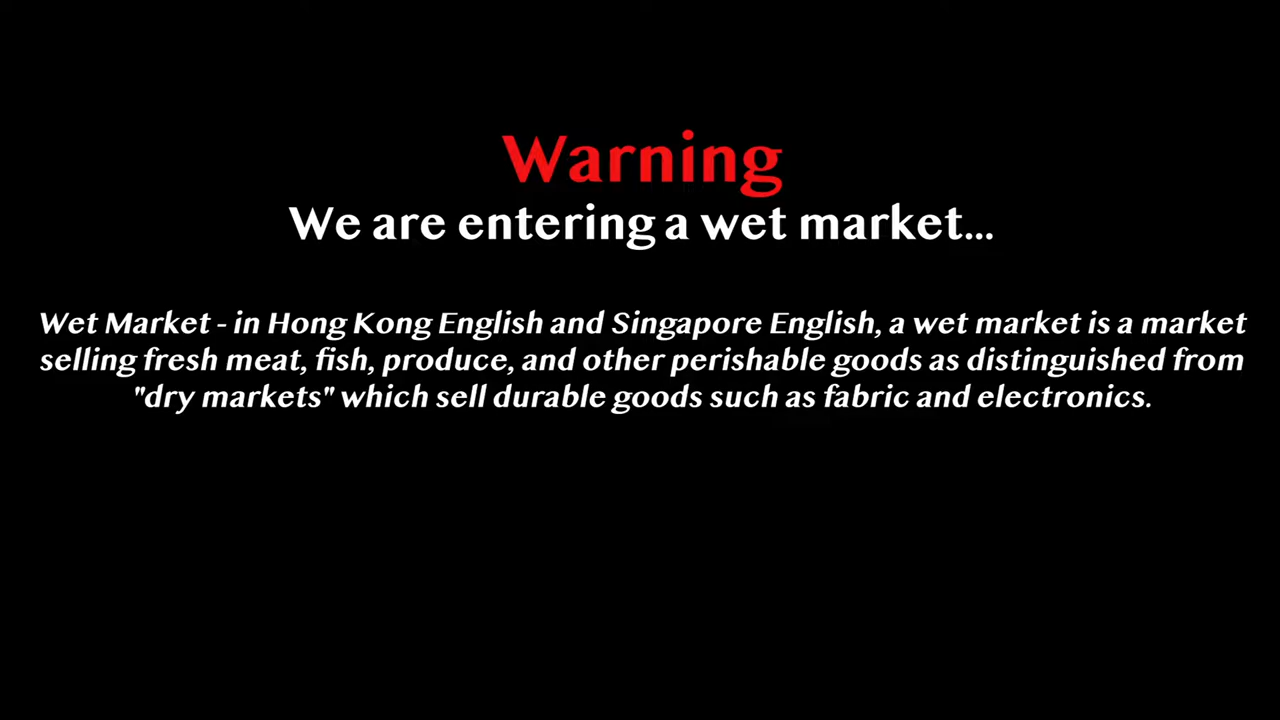 Warning
We are entering a wet market...
Wet Market - in Hong Kong English and Singapore English, a wet market is a market
selling fresh meat, fish, produce, and other perishable goods as distinguished from
"dry markets" which sell durable goods such as fabric and electronics.